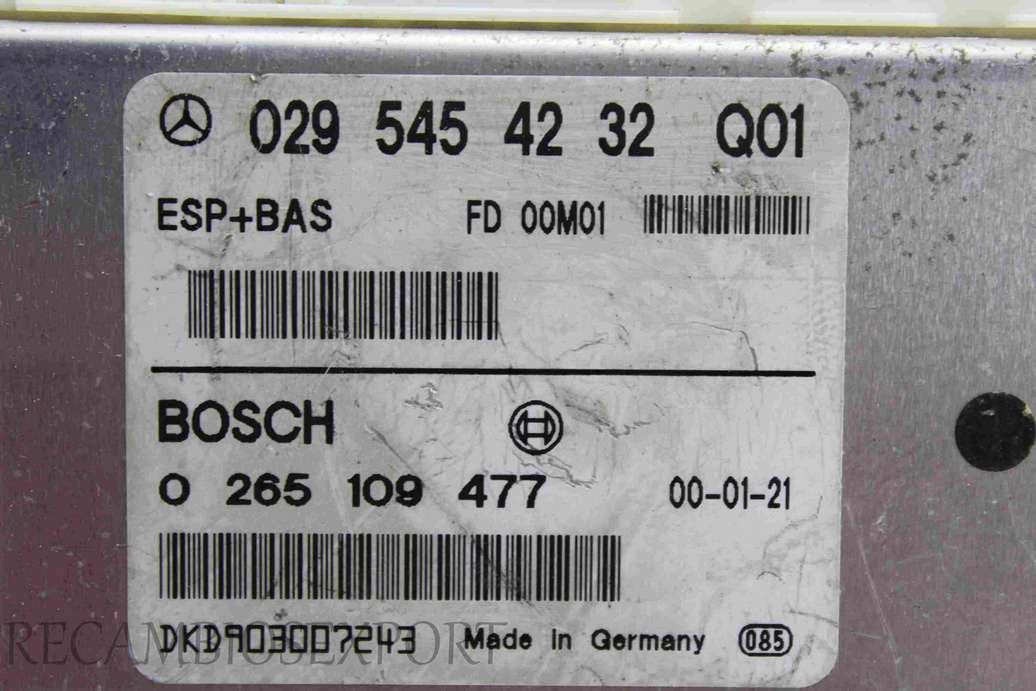 029 545 42 32 Q01
ESP+BAS FD 00M01
BOSCH
0 265 109 477 00-01-21
DKD903007243 Made in Germany 085
RECAMBIOSEXPORT